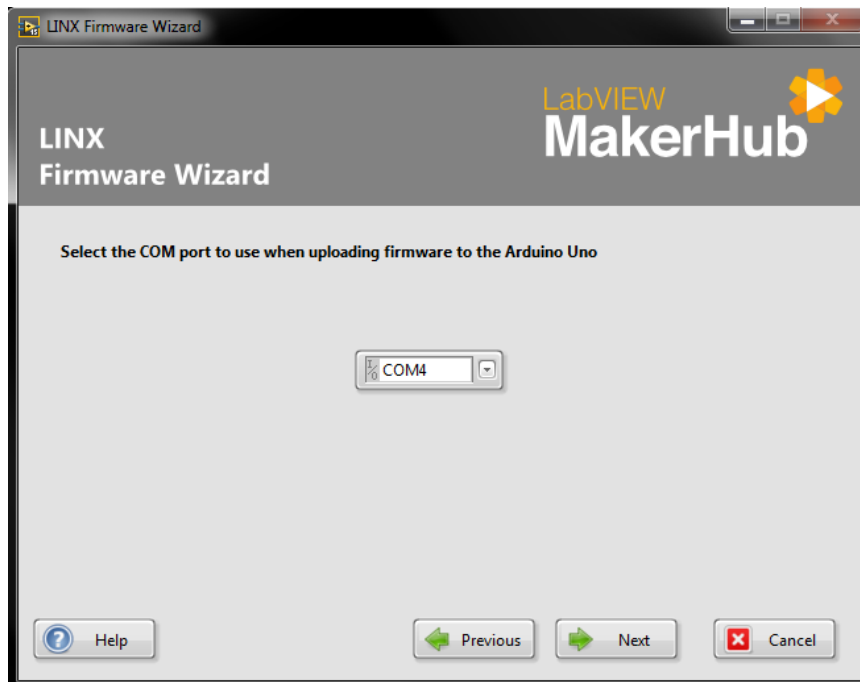 LINX Firmware Wizard
LabVIEW
MakerHub
LINX
Firmware Wizard
Select the COM port to use when uploading firmware to the Arduino Uno
I/O COM4
Help
Previous
Next
Cancel